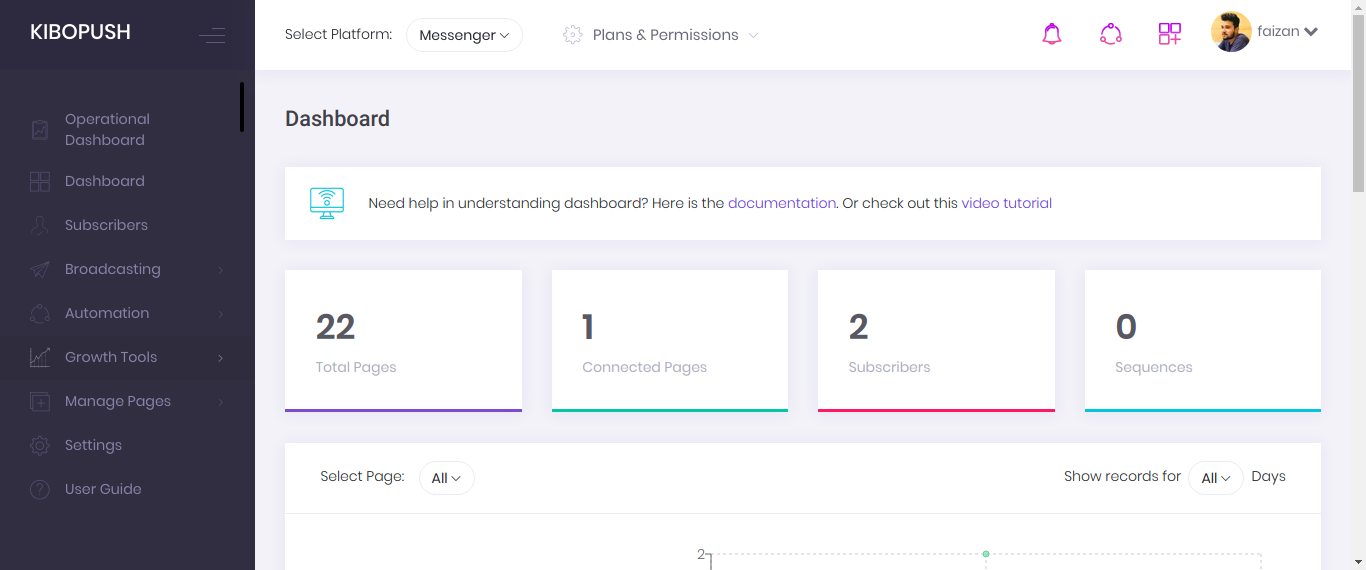 KIBOPUSH
Select Platform: Messenger
Plans & Permissions
faizan
Operational
Dashboard
Dashboard
Subscribers
Broadcasting
Automation
Growth Tools
Manage Pages
Settings
User Guide
Dashboard
Need help in understanding dashboard? Here is the documentation. Or check out this video tutorial
22
Total Pages
1
Connected Pages
2
Subscribers
0
Sequences
Select Page: All
Show records for All Days
2